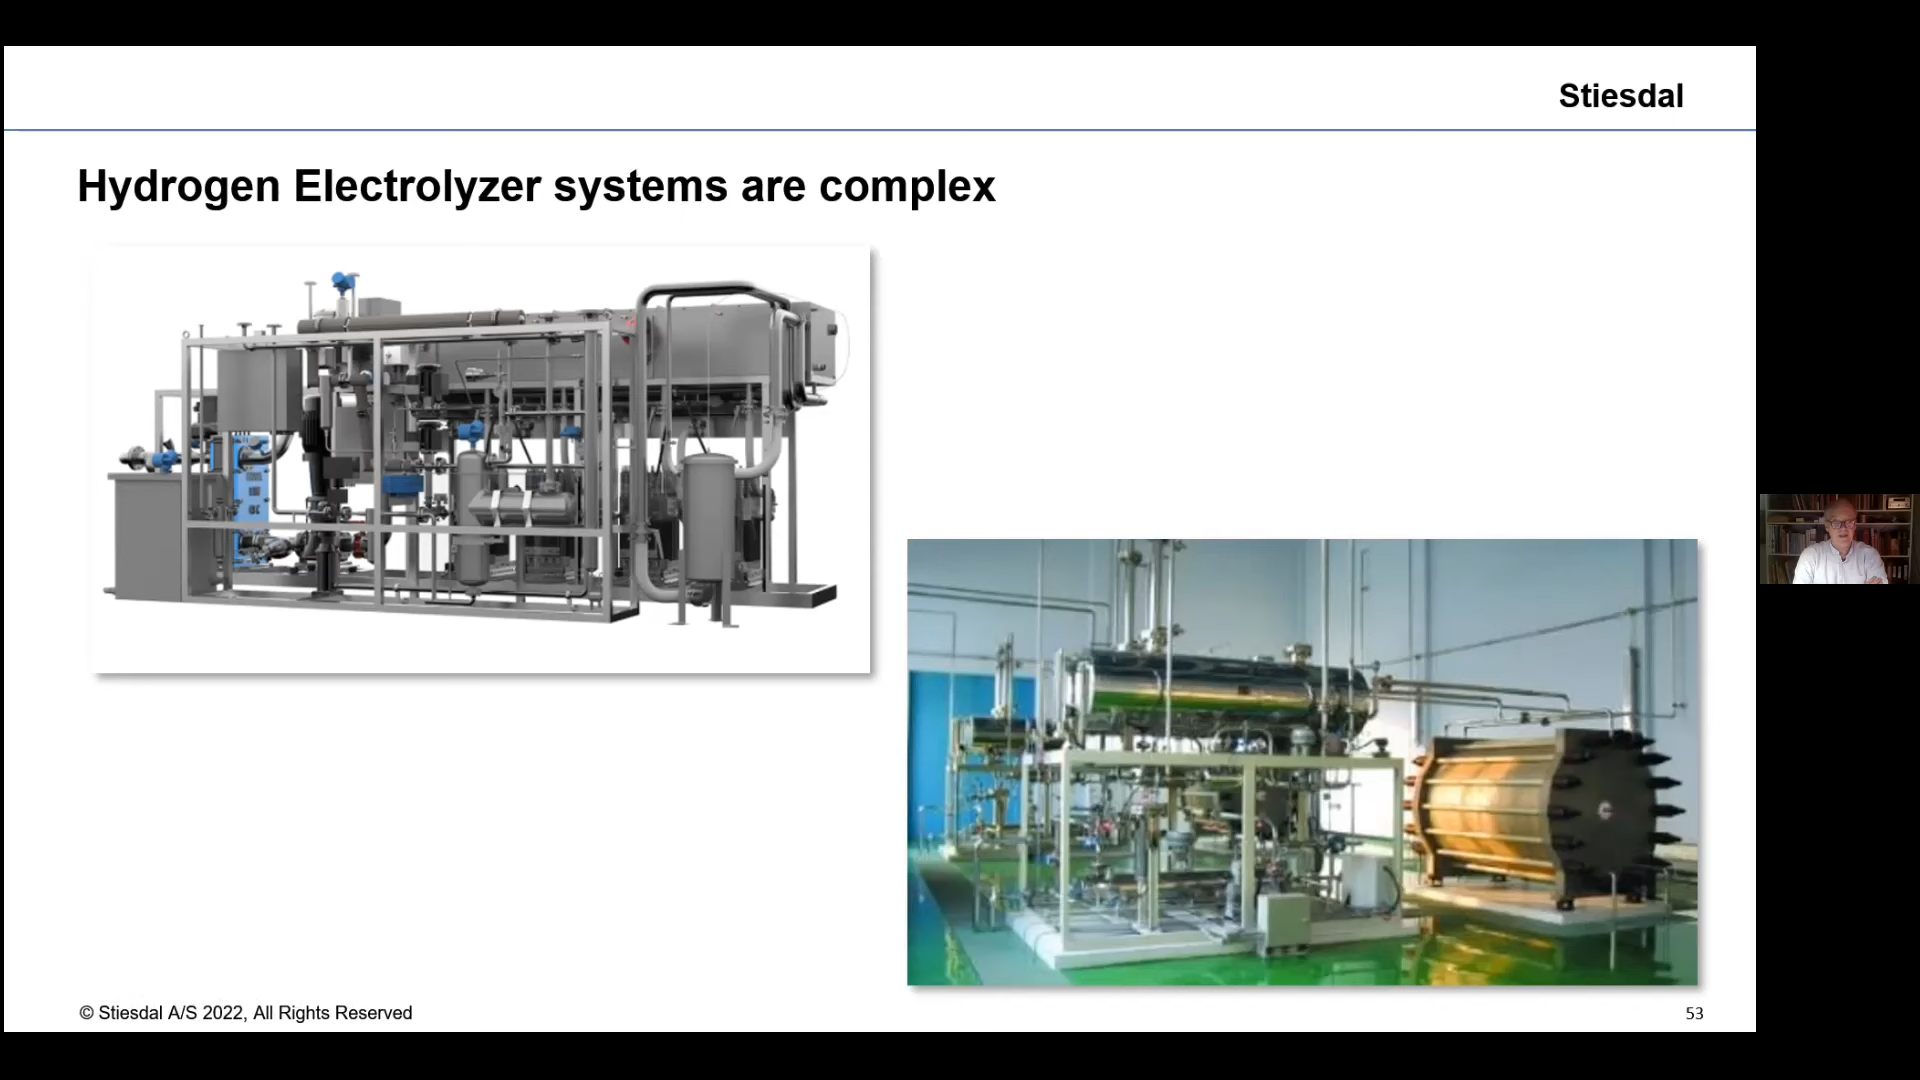 Stiesdal
Hydrogen Electrolyzer systems are complex
© Stiesdal A/S 2022, All Rights Reserved
53